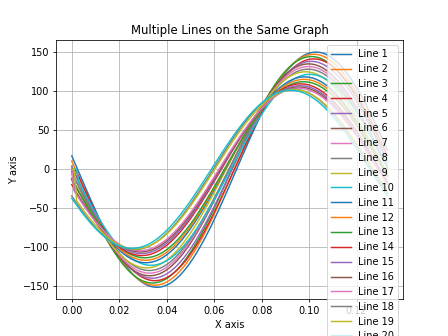 Multiple Lines on the Same Graph
150
100
50
0
−50
−100
−150
Y axis
0.00
0.02
0.04
0.06
0.08
0.10
X axis
Line 1
Line 2
Line 3
Line 4
Line 5
Line 6
Line 7
Line 8
Line 9
Line 10
Line 11
Line 12
Line 13
Line 14
Line 15
Line 16
Line 17
Line 18
Line 19
Line 20